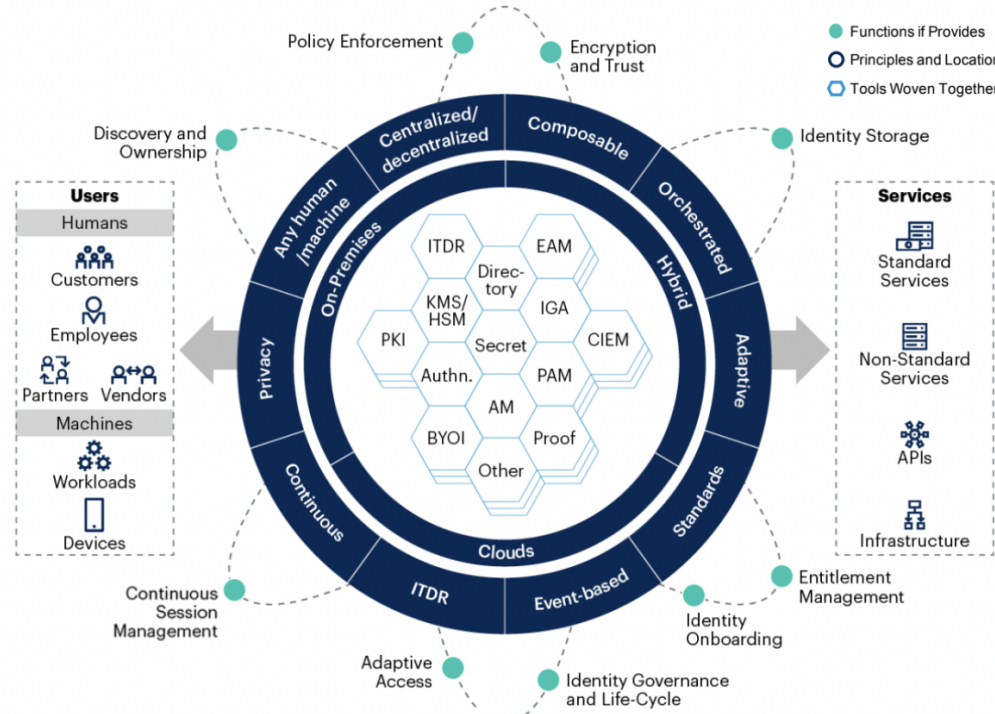 Policy Enforcement
Encryption
and Trust
Functions if Provides
Principles and Location
Tools Woven Together
Discovery and
Ownership
Identity Storage
Centralized/
decentralized
Composable
Any human
/machine
Orchestrated
Privacy
Adaptive
Continuous
Standards
ITDR
Event-based
On-Premises
Hybrid
Clouds
ITDR
EAM
Direc-
tory
KMS/
HSM
IGA
PKI
Secret
CIEM
Authn.
PAM
AM
BYOI
Proof
Other
Users
Humans
Customers
Employees
Partners
Vendors
Machines
Workloads
Devices
Services
Standard
Services
Non-Standard
Services
APIs
Infrastructure
Continuous
Session
Management
Adaptive
Access
Identity Governance
and Life-Cycle
Identity
Onboarding
Entitlement
Management